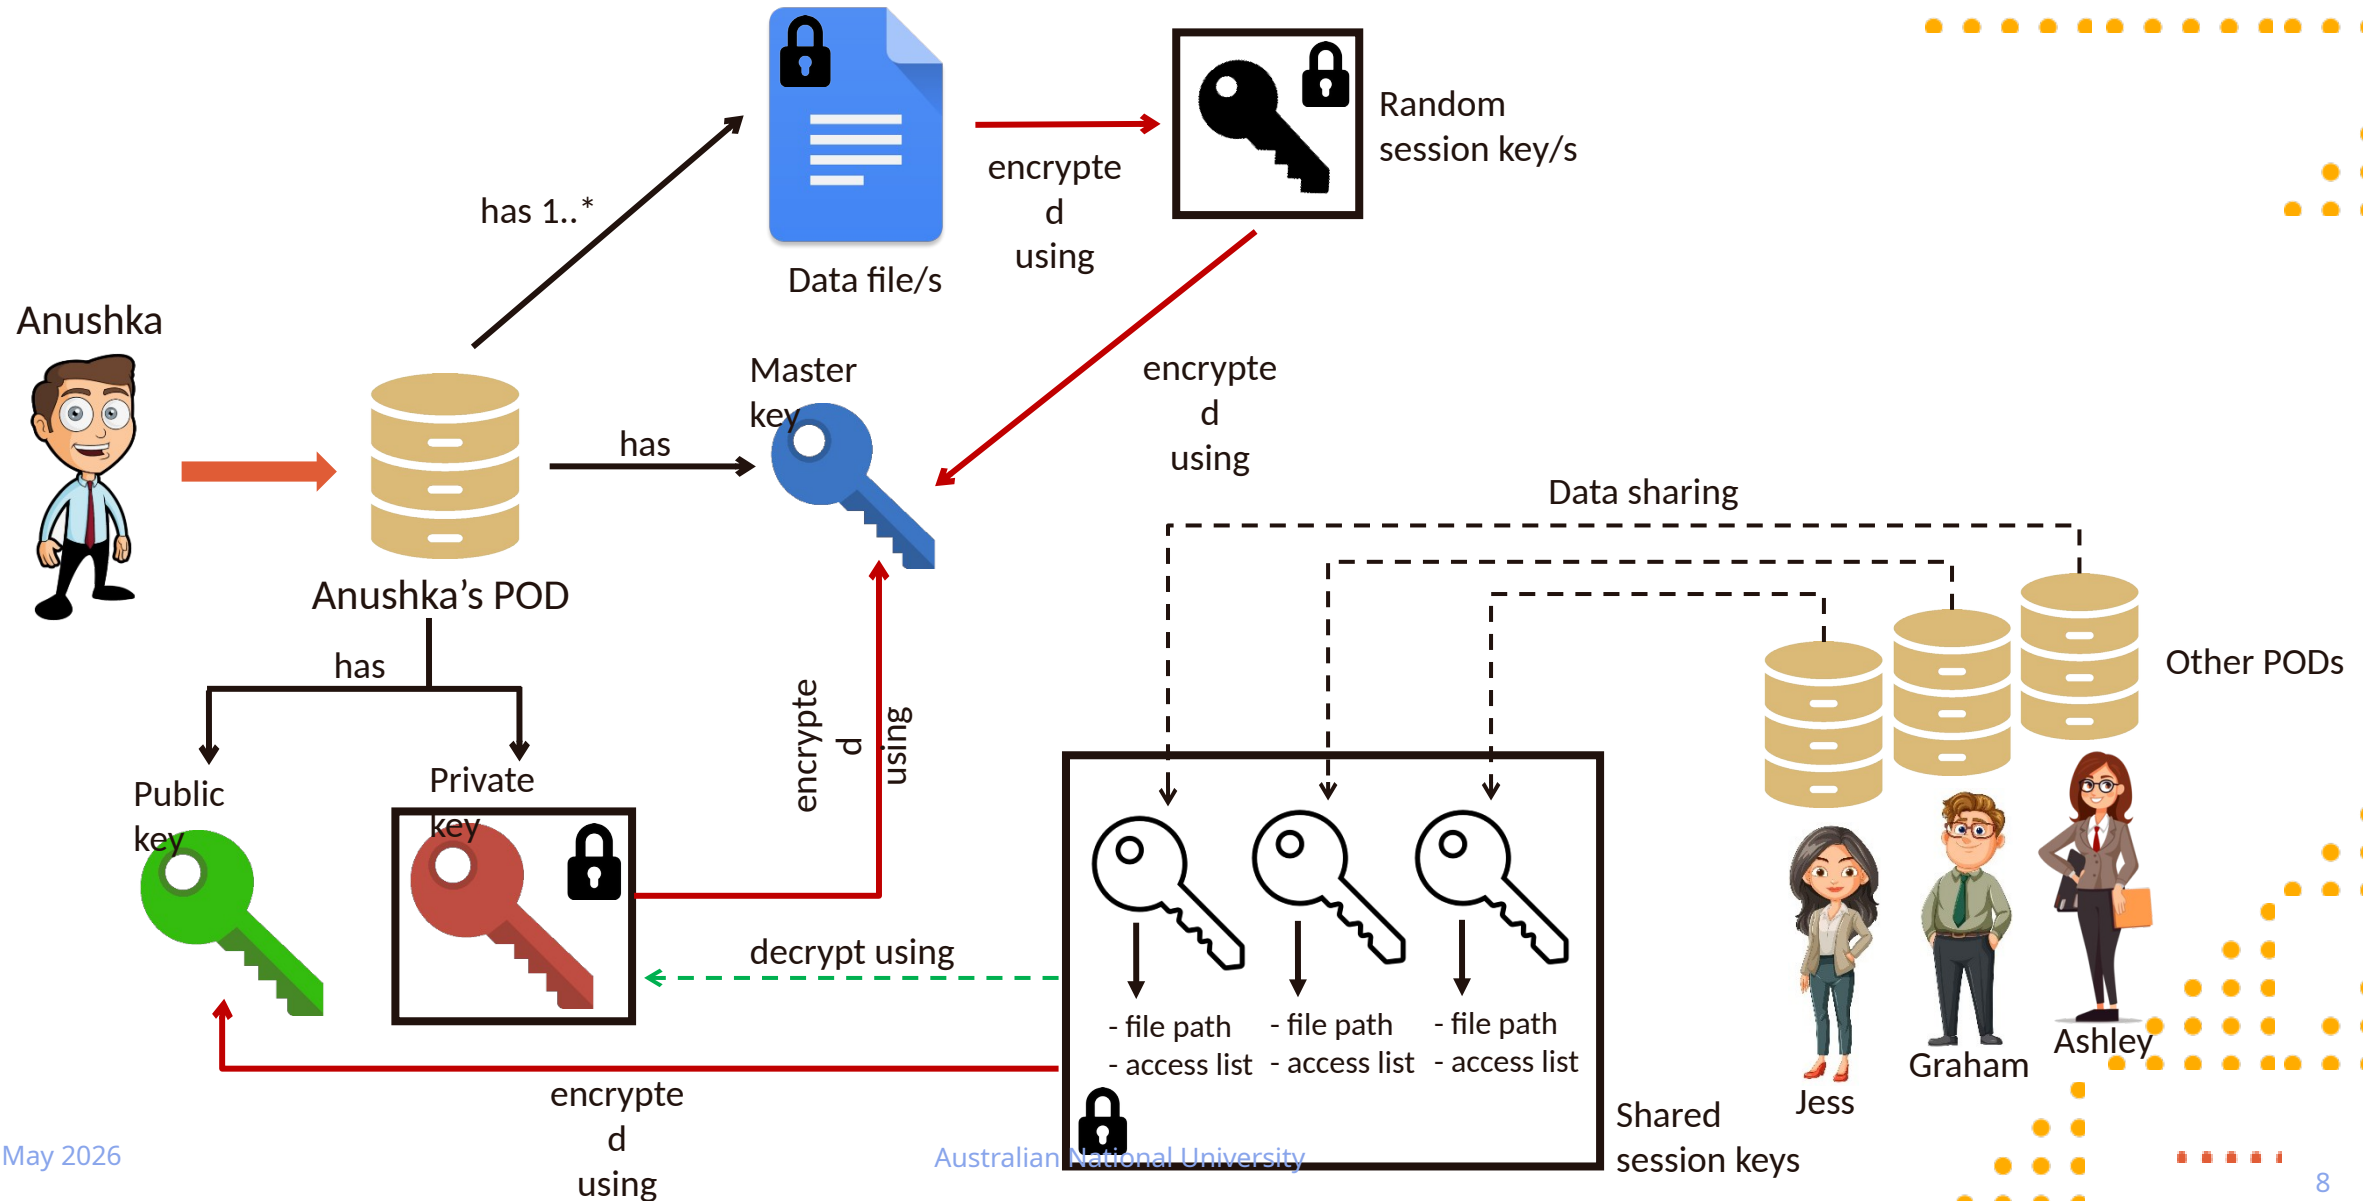 Random
session key/s
encrypte
d
using
has 1..*
Data file/s
Anushka
Master
key
encrypte
d
using
has
Data sharing
Anushka’s POD
has
Other PODs
encrypte
d
using
Public
key
Private
key
decrypt using
- file path
- access list
- file path
- access list
- file path
- access list
Ashley
Graham
Jess
encrypte
d
using
Shared
session keys
May 2026
Australian National University
8